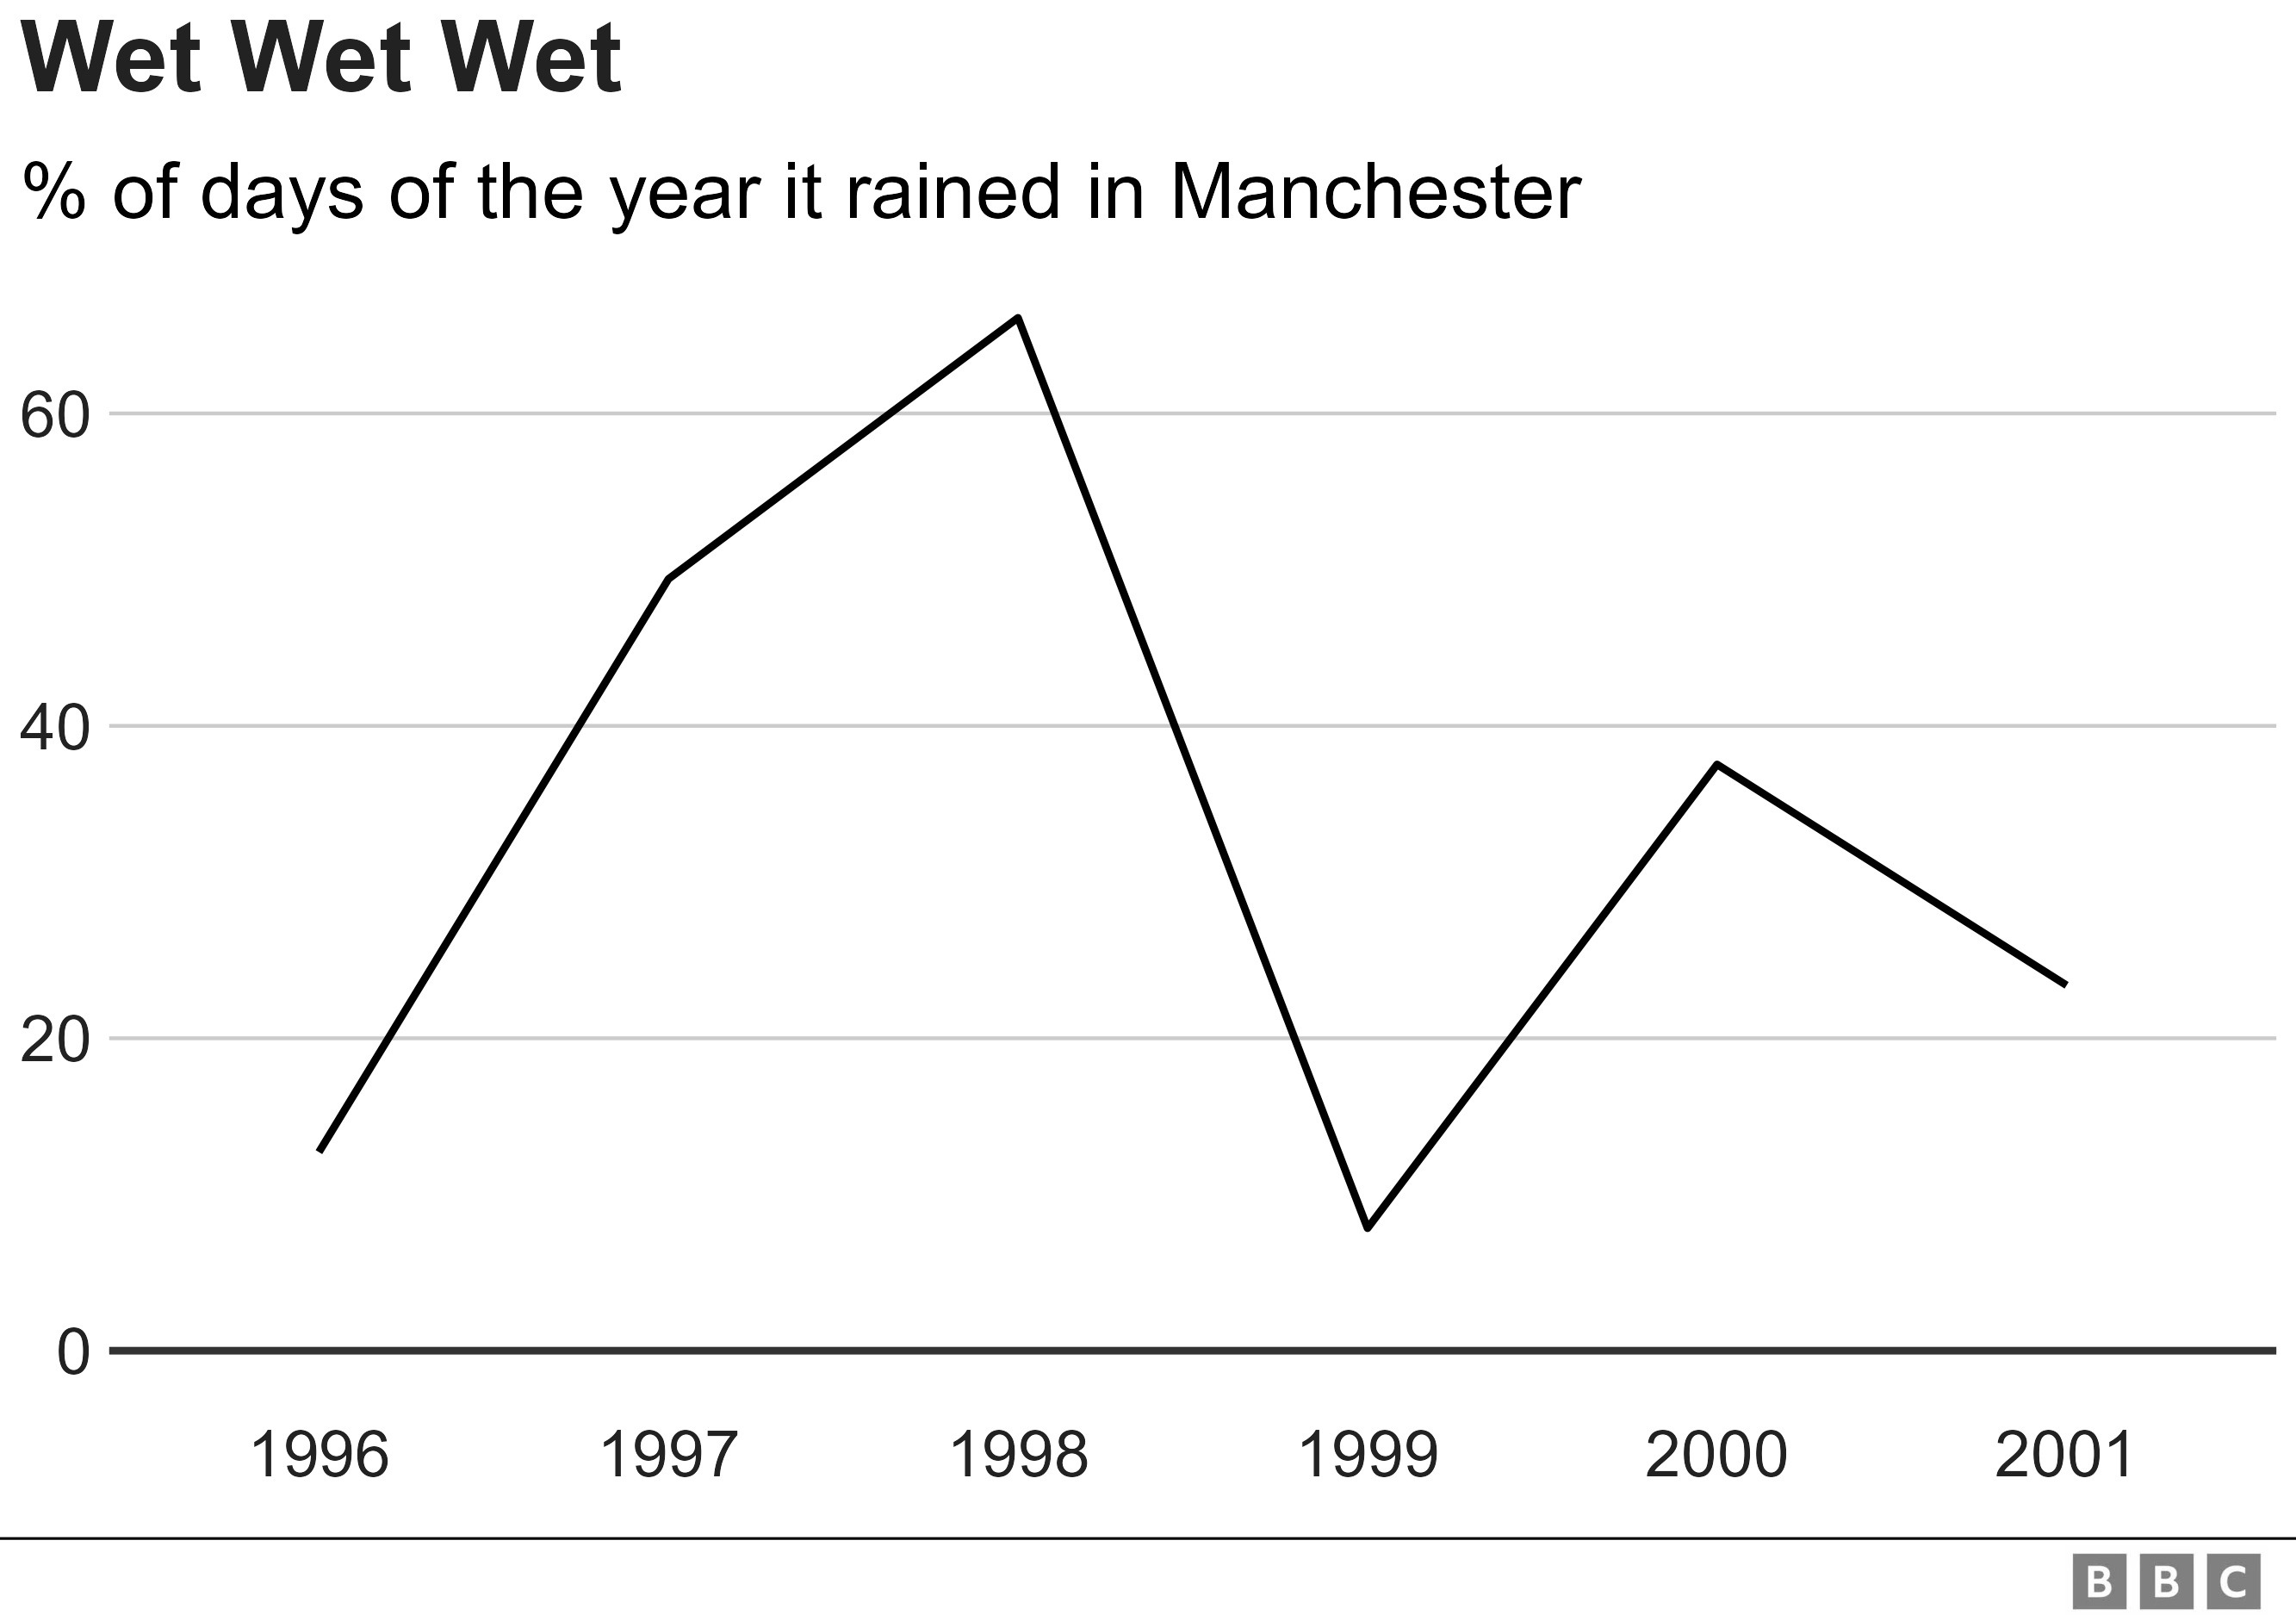 Wet Wet Wet
% of days of the year it rained in Manchester
60
40
20
0
1996 1997 1998 1999 2000 2001
BBC